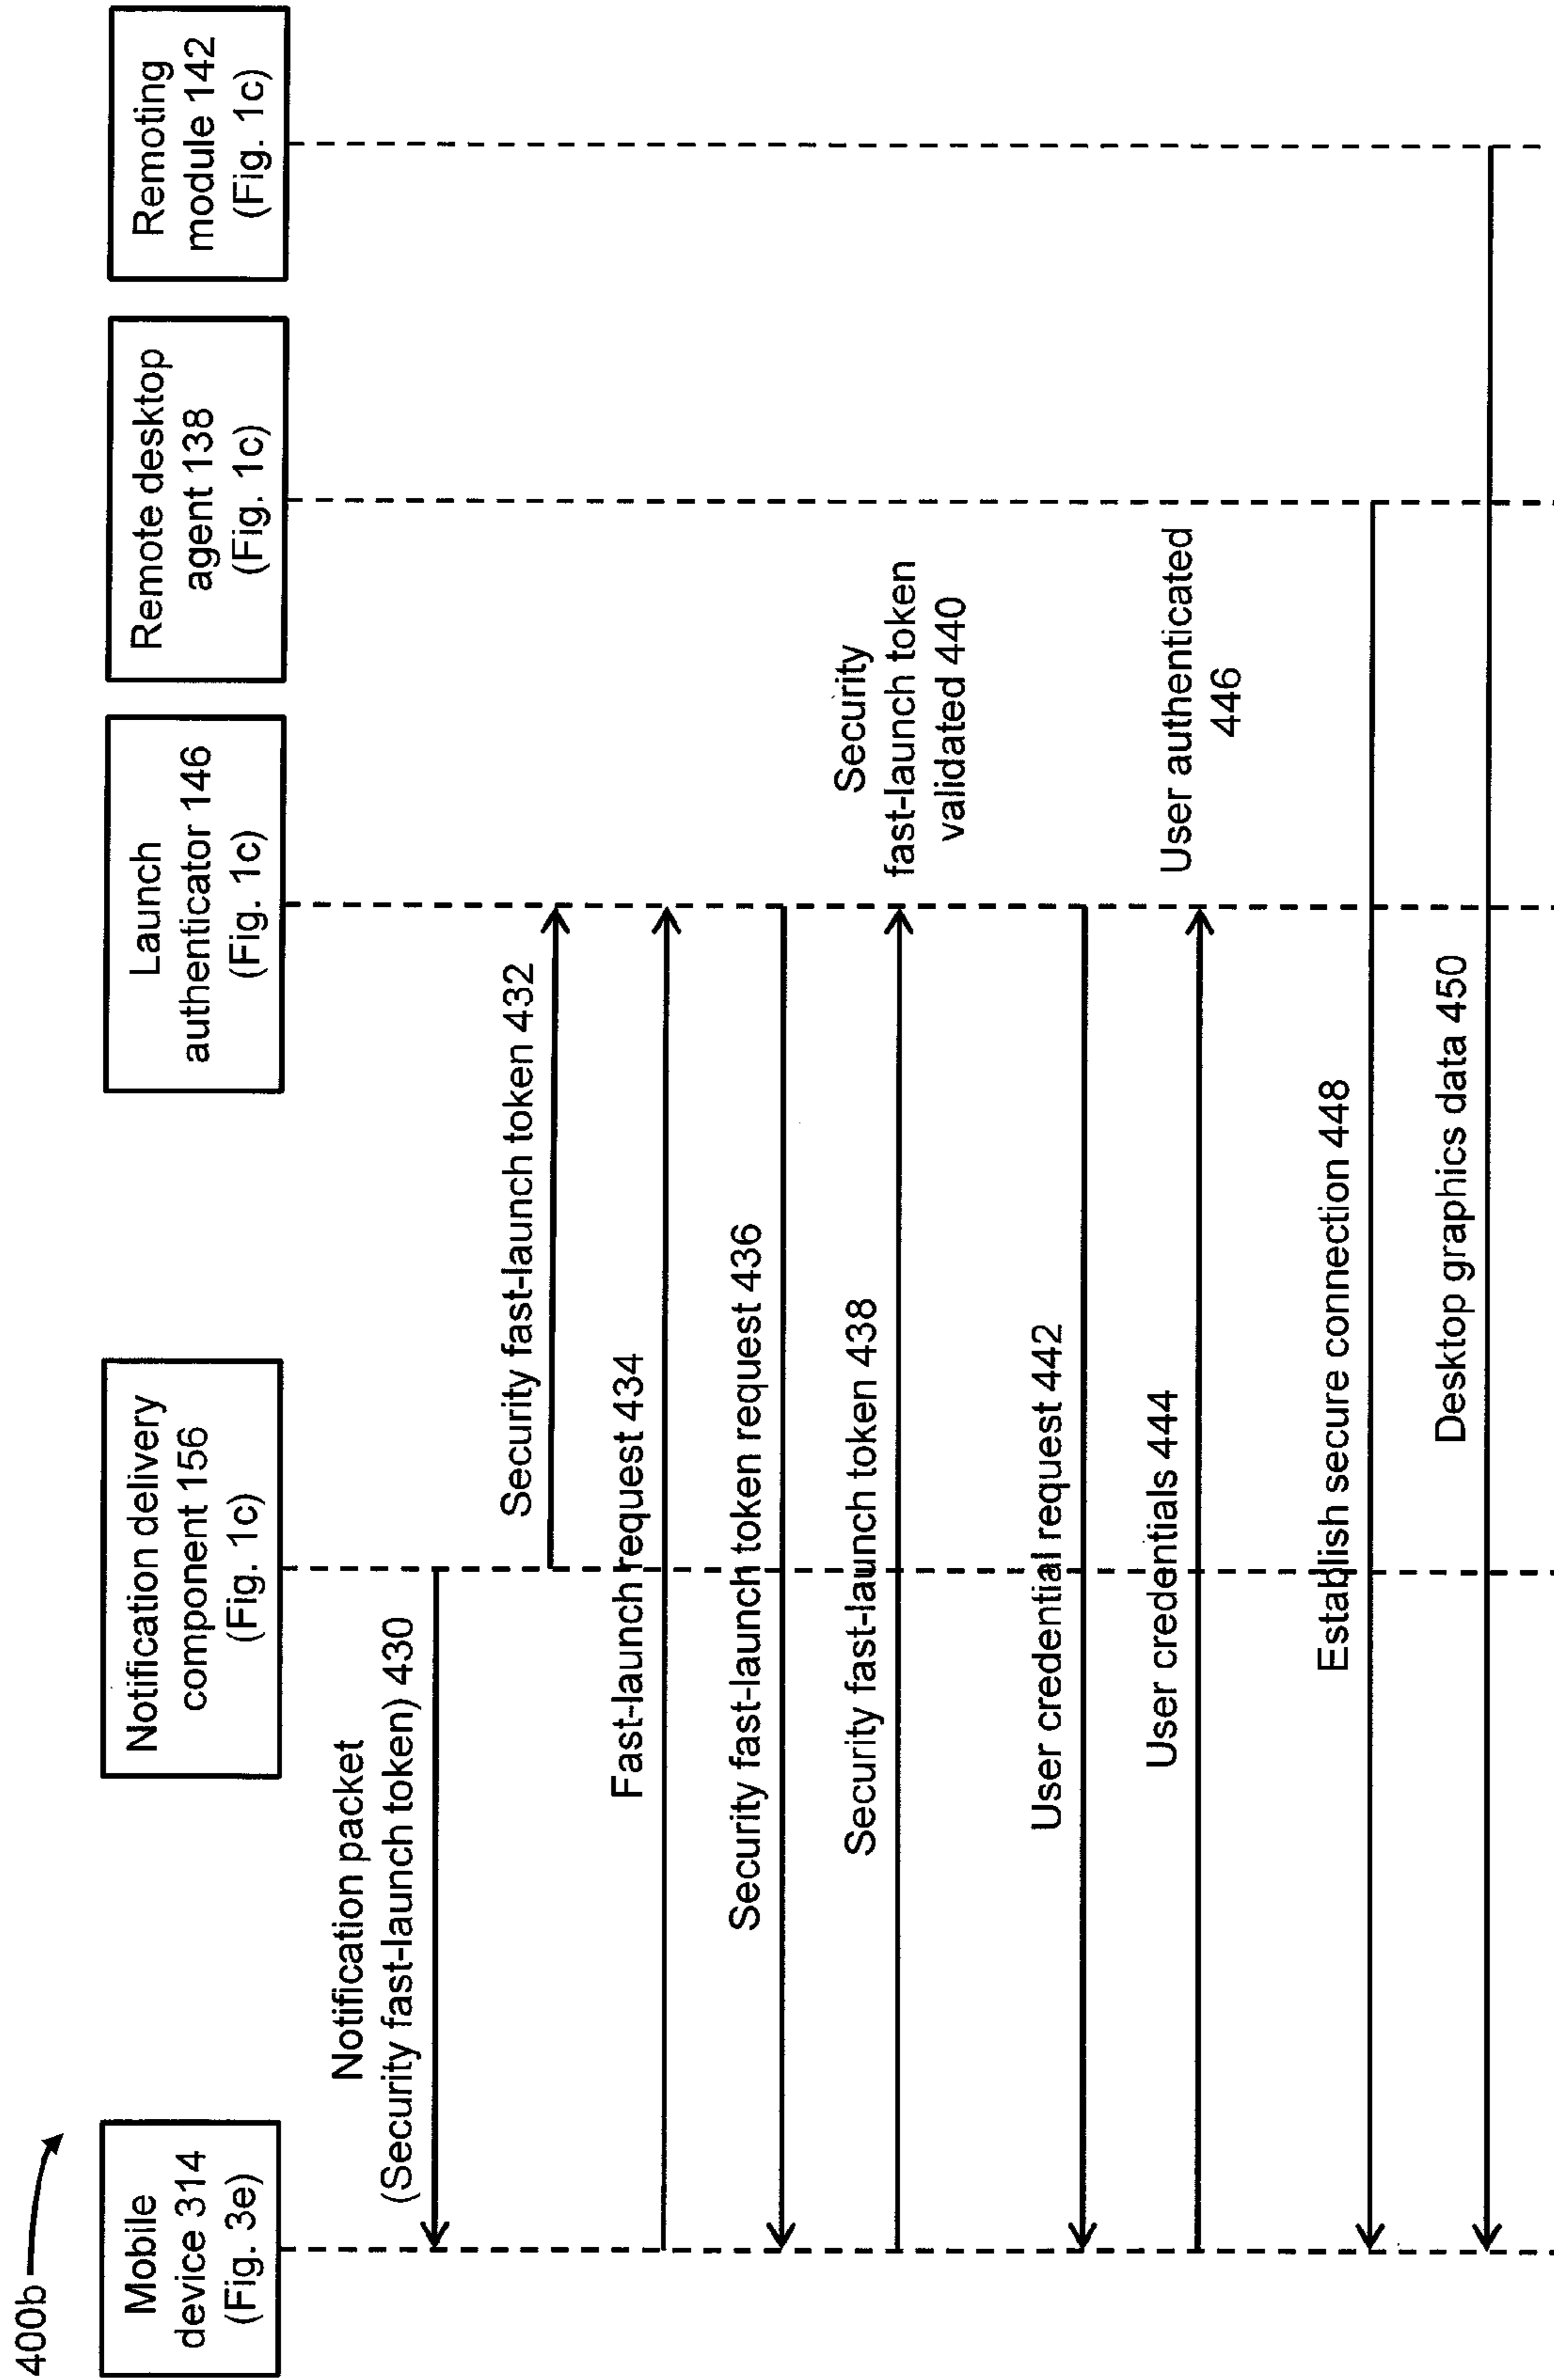 400b
Mobile
device 314
(Fig. 3e)
Notification delivery
component 156
(Fig. 1c)
Launch
authenticator 146
(Fig. 1c)
Remote desktop
agent 138
(Fig. 1c)
Remoting
module 142
(Fig. 1c)
Notification packet
(Security fast-launch token) 430
Security fast-launch token 432
Fast-launch request 434
Security fast-launch token request 436
Security fast-launch token 438
Security
fast-launch token
validated 440
User credential request 442
User credentials 444
User authenticated
446
Establish secure connection 448
Desktop graphics data 450